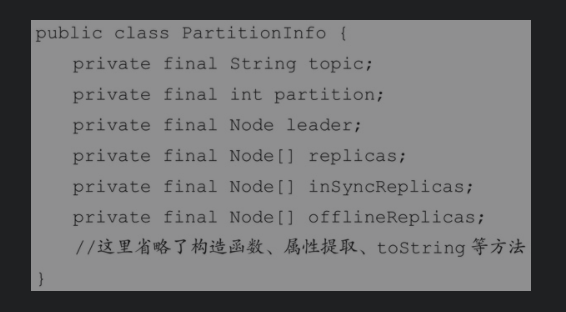 public class PartitionInfo {
    private final String topic;
    private final int partition;
    private final Node leader;
    private final Node[] replicas;
    private final Node[] inSyncReplicas;
    private final Node[] offlineReplicas;
    //这里省略了构造函数、属性提取、toString 等方法
}